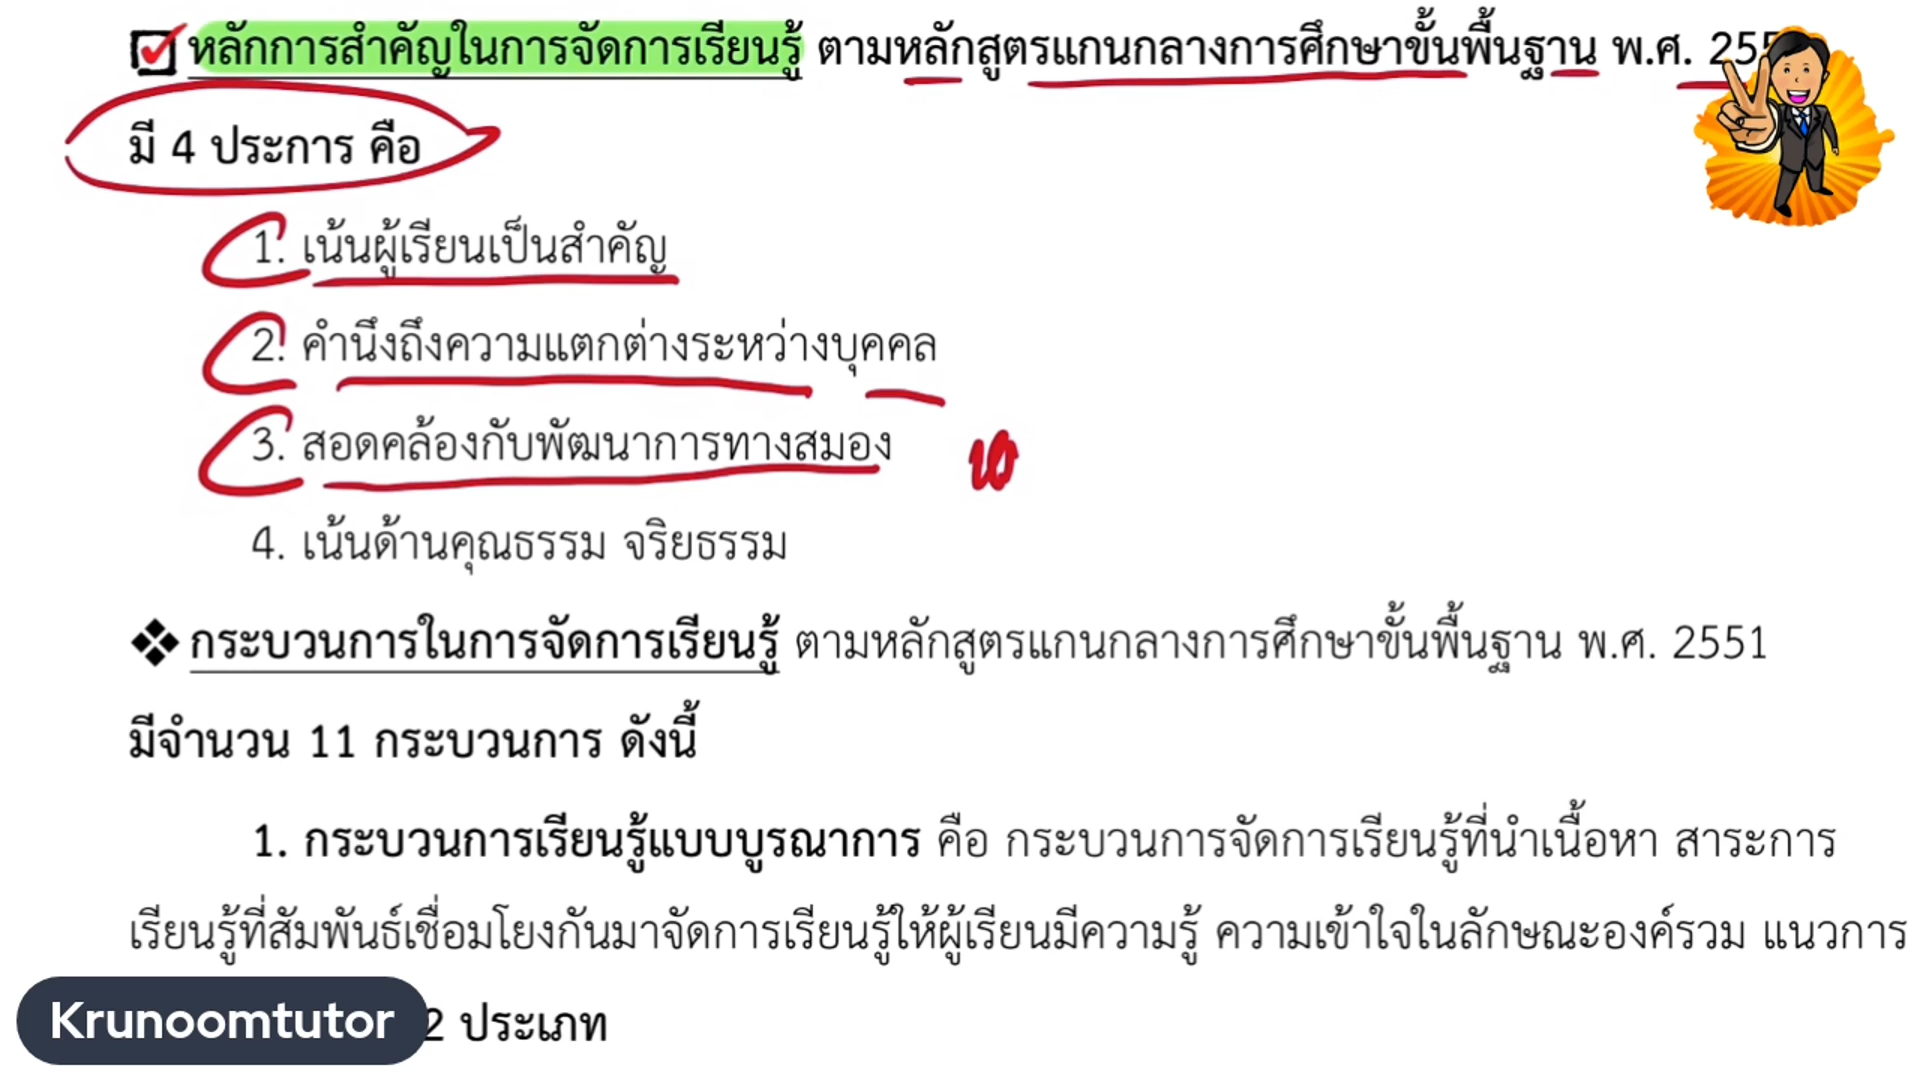 หลักการสำคัญในการจัดการเรียนรู้ ตามหลักสูตรแกนกลางการศึกษาขั้นพื้นฐาน พ.ศ.
มี 4 ประการ คือ
1. เน้นผู้เรียนเป็นสำคัญ
2. คำนึงถึงความแตกต่างระหว่างบุคคล
3. สอดคล้องกับพัฒนาการทางสมอง
4. เน้นด้านคุณธรรม จริยธรรม
❖ กระบวนการในการจัดการเรียนรู้ ตามหลักสูตรแกนกลางการศึกษาขั้นพื้นฐาน พ.ศ. 2551
มีจำนวน 11 กระบวนการ ดังนี้
1. กระบวนการเรียนรู้แบบบูรณาการ คือ กระบวนการจัดการเรียนรู้ที่นำเนื้อหา สาระการ
เรียนรู้ที่สัมพันธ์เชื่อมโยงกันมาจัดการเรียนรู้ให้ผู้เรียนมีความรู้ ความเข้าใจในลักษณะองค์รวม แนวการ
2 ประเภท
Krunoomtutor